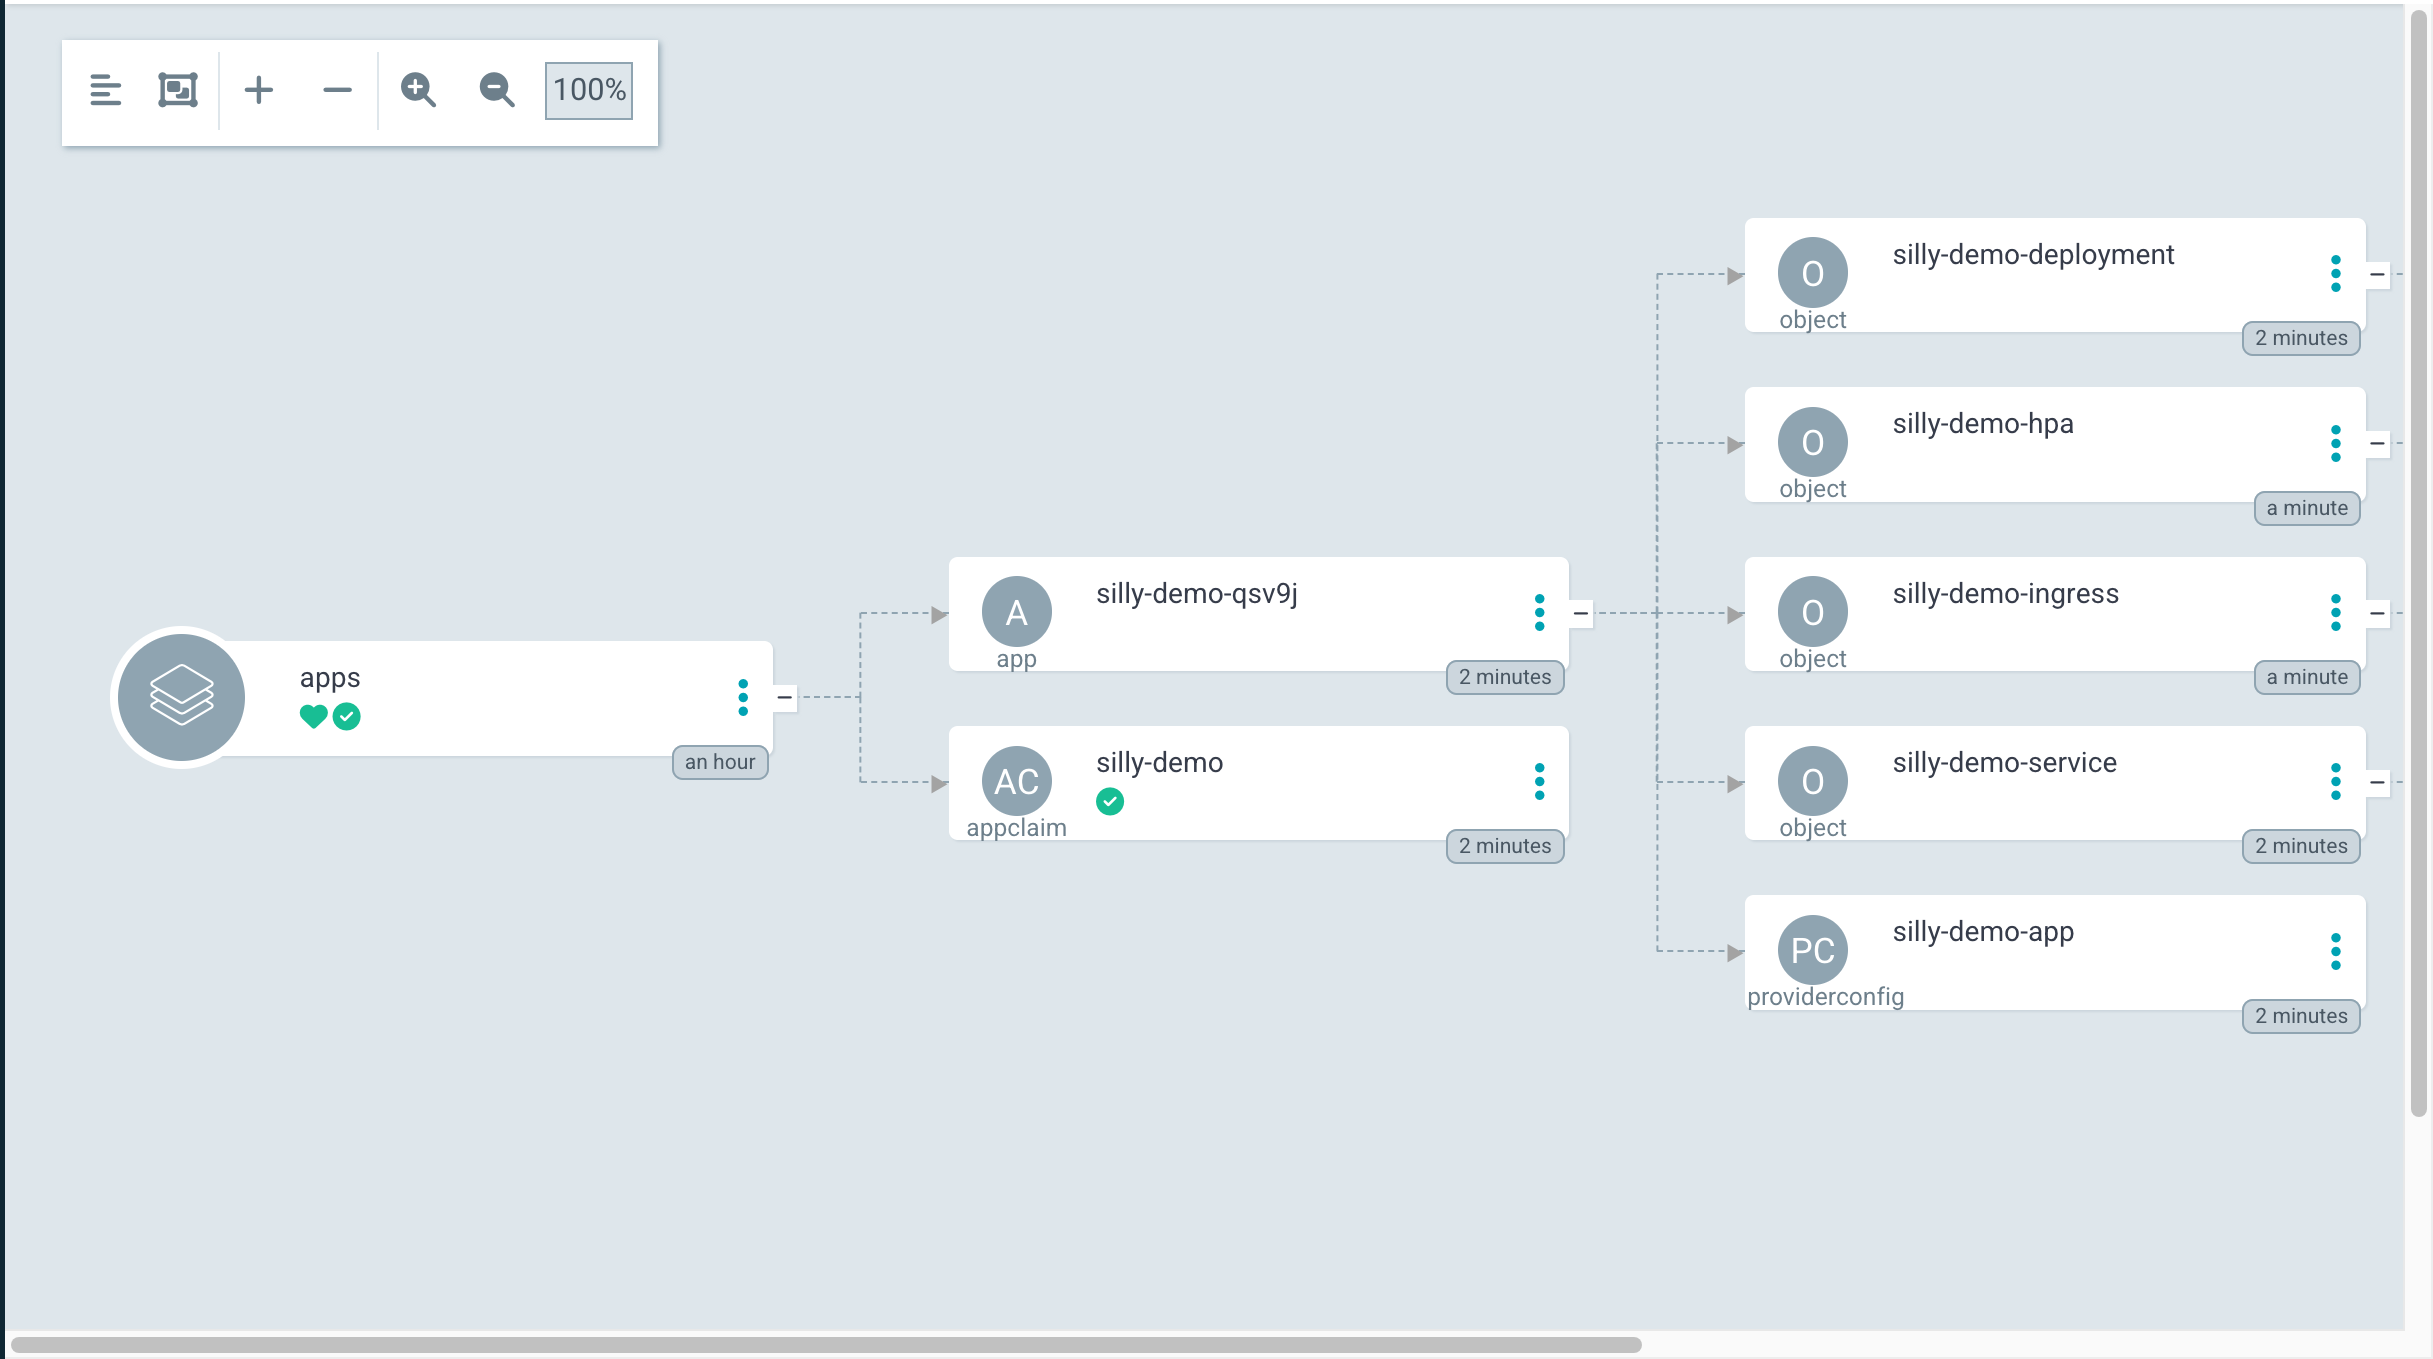 100%
apps
an hour
A
app
silly-demo-qsv9j
2 minutes
AC
appclaim
silly-demo
2 minutes
O
object
silly-demo-deployment
2 minutes
O
object
silly-demo-hpa
a minute
O
object
silly-demo-ingress
a minute
O
object
silly-demo-service
2 minutes
PC
providerconfig
silly-demo-app
2 minutes